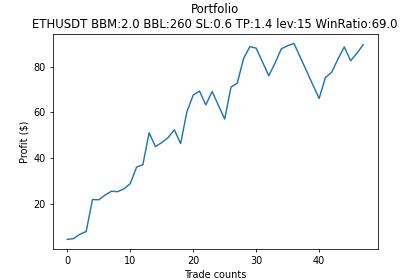 Portfolio
ETHUSDT BBM:2.0 BBL:260 SL:0.6 TP:1.4 lev:15 WinRatio:69.0
Profit ($)
80
60
40
20
0
10
20
30
40
Trade counts